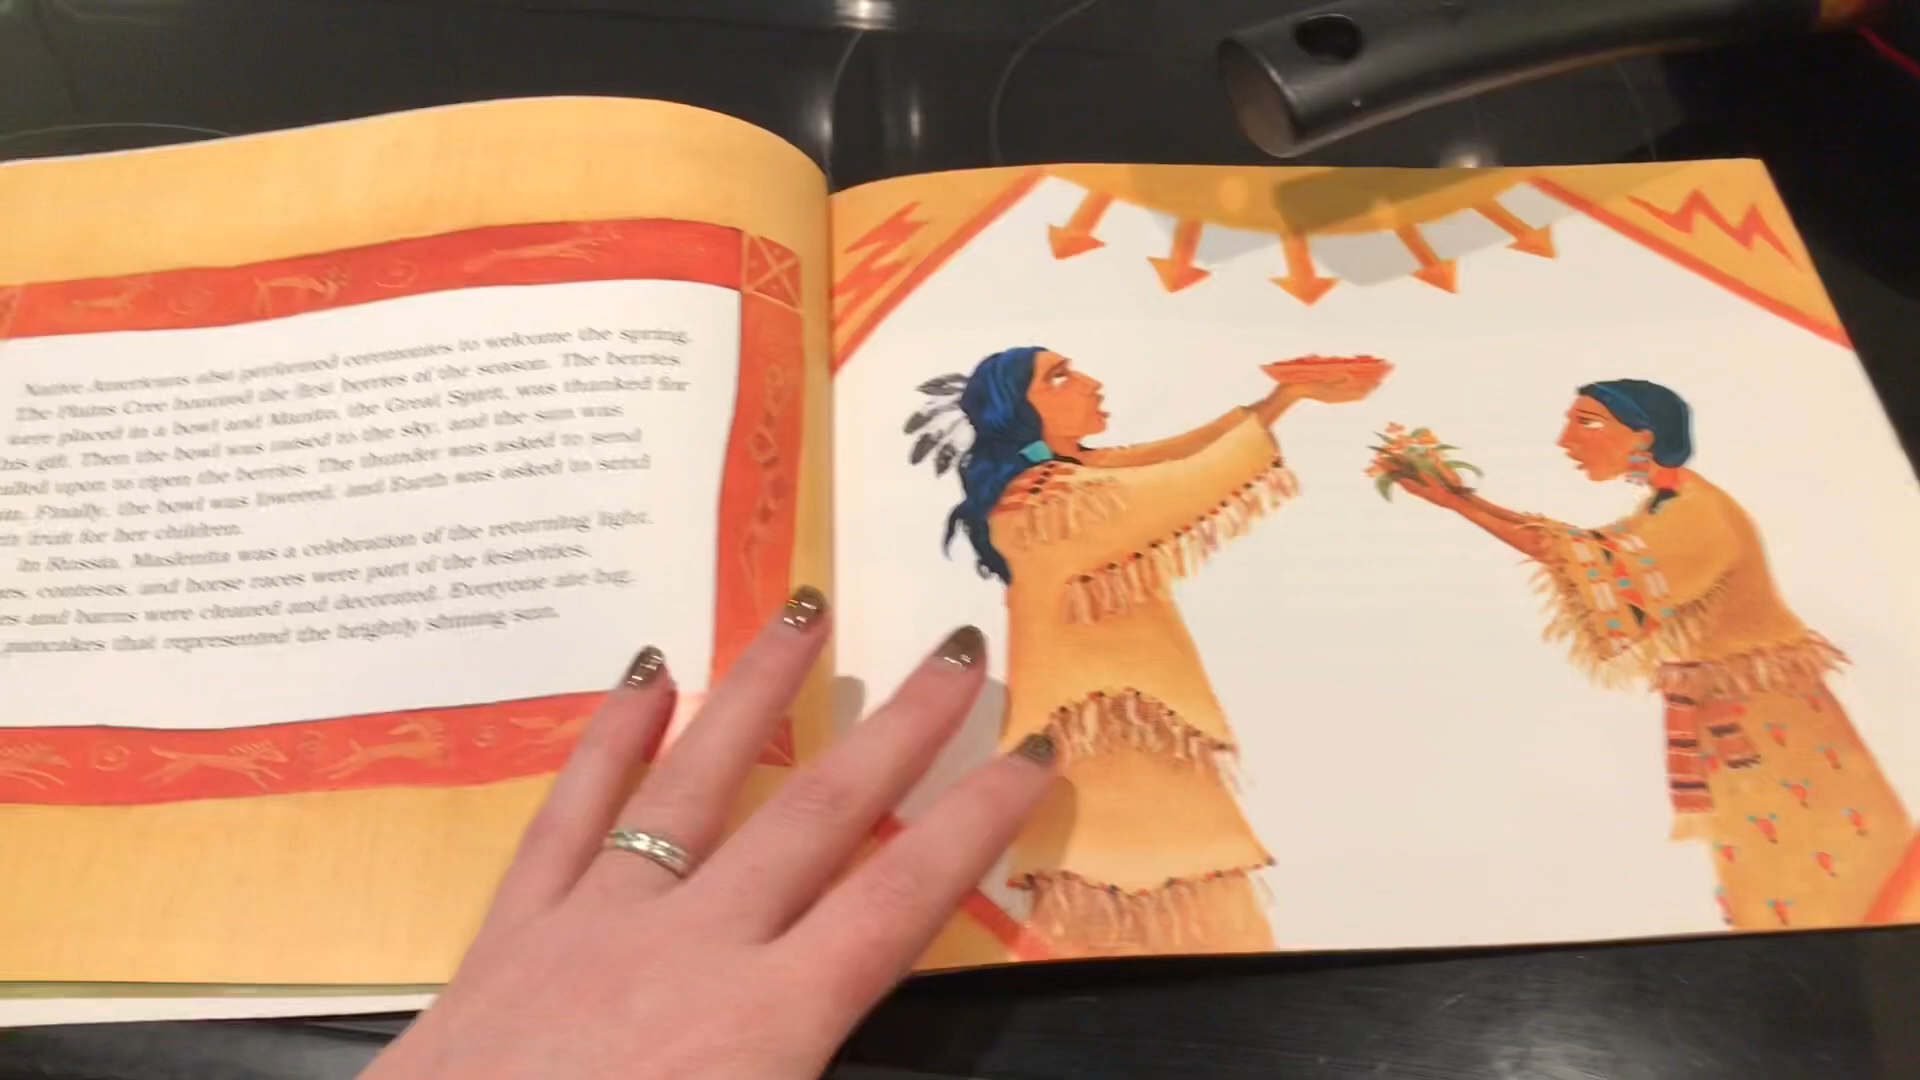 Native Americans also performed ceremonies to welcome the spring.
The Plains Cree honored the first berries of the season. The berries
were placed in a bowl and Manito, the Great Spirit, was thanked for
his gift. Then the bowl was raised to the sky, and the sun was
called upon to ripen the berries. The thunder was asked to send
Finally, the bowl was lowered, and Earth was asked to send
fruit for her children.
In Russia, Maslenita was a celebration of the returning light.
contests, and horse races were part of the festivities.
and barns were cleaned and decorated. Everyone ate big,
pancakes that represented the brightly shining sun.